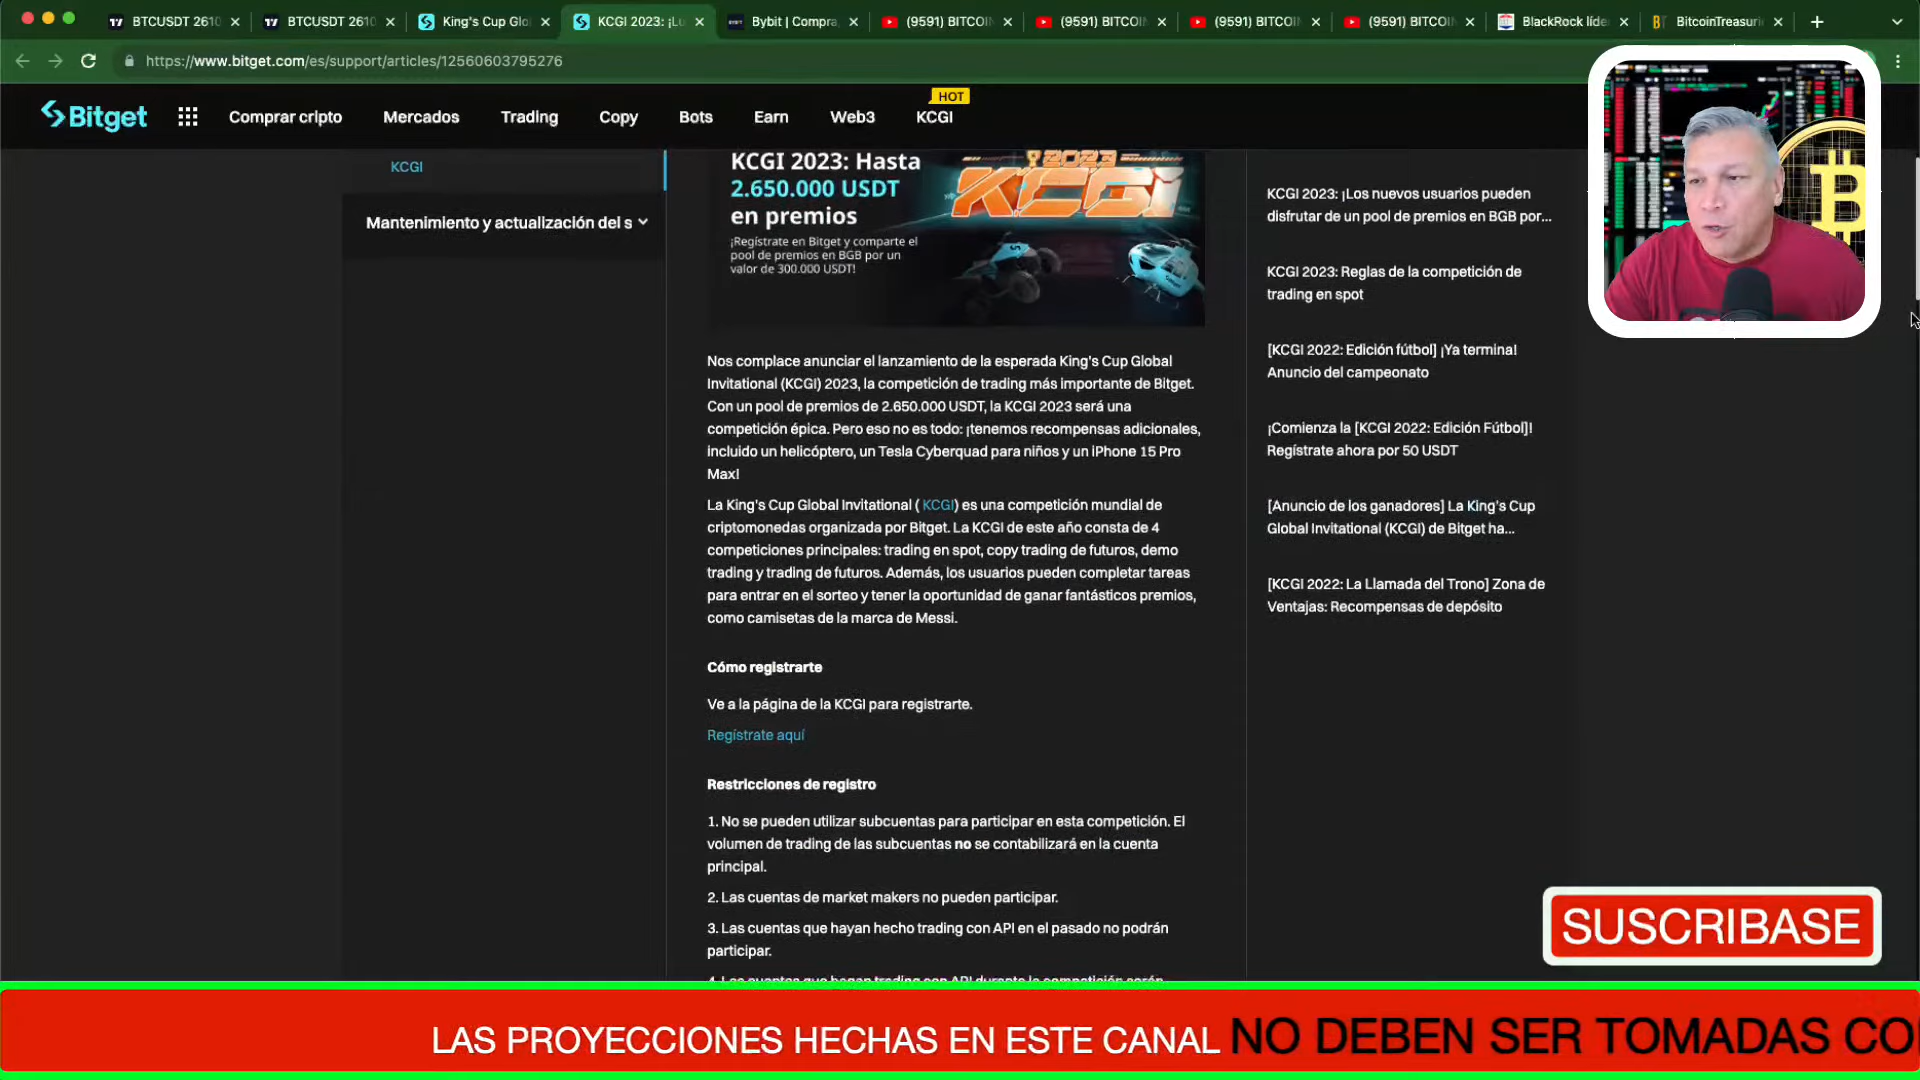 BTCUSDT 2610
BTCUSDT 2610
King's Cup Glo
KCGI 2023: ¡Lo
Bybit | Compra
(9591) BITCOI
(9591) BITCOI
(9591) BITCOI
(9591) BITCOI
BlackRock líde
BitcoinTreasuri
https://www.bitget.com/es/support/articles/12560603795276
Bitget
Comprar cripto
Mercados
Trading
Copy
Bots
Earn
Web3
KCGI
HOT
KCGI
Mantenimiento y actualización del s
KCGI 2023: Hasta
2.650.000 USDT
en premios
¡Regístrate en Bitget y comparte el
pool de premios en BGB por un
valor de 300.000 USDT!
2023
KCGI
Nos complace anunciar el lanzamiento de la esperada King's Cup Global
Invitational (KCGI) 2023, la competición de trading más importante de Bitget.
Con un pool de premios de 2.650.000 USDT, la KCGI 2023 será una
competición épica. Pero eso no es todo: ¡tenemos recompensas adicionales,
incluido un helicóptero, un Tesla Cyberquad para niños y un iPhone 15 Pro
Max!
La King's Cup Global Invitational ( KCGI) es una competición mundial de
criptomonedas organizada por Bitget. La KCGI de este año consta de 4
competiciones principales: trading en spot, copy trading de futuros, demo
trading y trading de futuros. Además, los usuarios pueden completar tareas
para entrar en el sorteo y tener la oportunidad de ganar fantásticos premios,
como camisetas de la marca de Messi.
Cómo registrarte
Ve a la página de la KCGI para registrarte.
Regístrate aquí
Restricciones de registro
1. No se pueden utilizar subcuentas para participar en esta competición. El
volumen de trading de las subcuentas no se contabilizará en la cuenta
principal.
2. Las cuentas de market makers no pueden participar.
3. Las cuentas que hayan hecho trading con API en el pasado no podrán
participar.
4. Las cuentas que hagan trading con API durante la competición serán
KCGI 2023: ¡Los nuevos usuarios pueden
disfrutar de un pool de premios en BGB por...
KCGI 2023: Reglas de la competición de
trading en spot
[KCGI 2022: Edición fútbol] ¡Ya termina!
Anuncio del campeonato
¡Comienza la [KCGI 2022: Edición Fútbol]!
Regístrate ahora por 50 USDT
[Anuncio de los ganadores] La King's Cup
Global Invitational (KCGI) de Bitget ha...
[KCGI 2022: La Llamada del Trono] Zona de
Ventajas: Recompensas de depósito
SUSCRIBASE
LAS PROYECCIONES HECHAS EN ESTE CANAL NO DEBEN SER TOMADAS CO